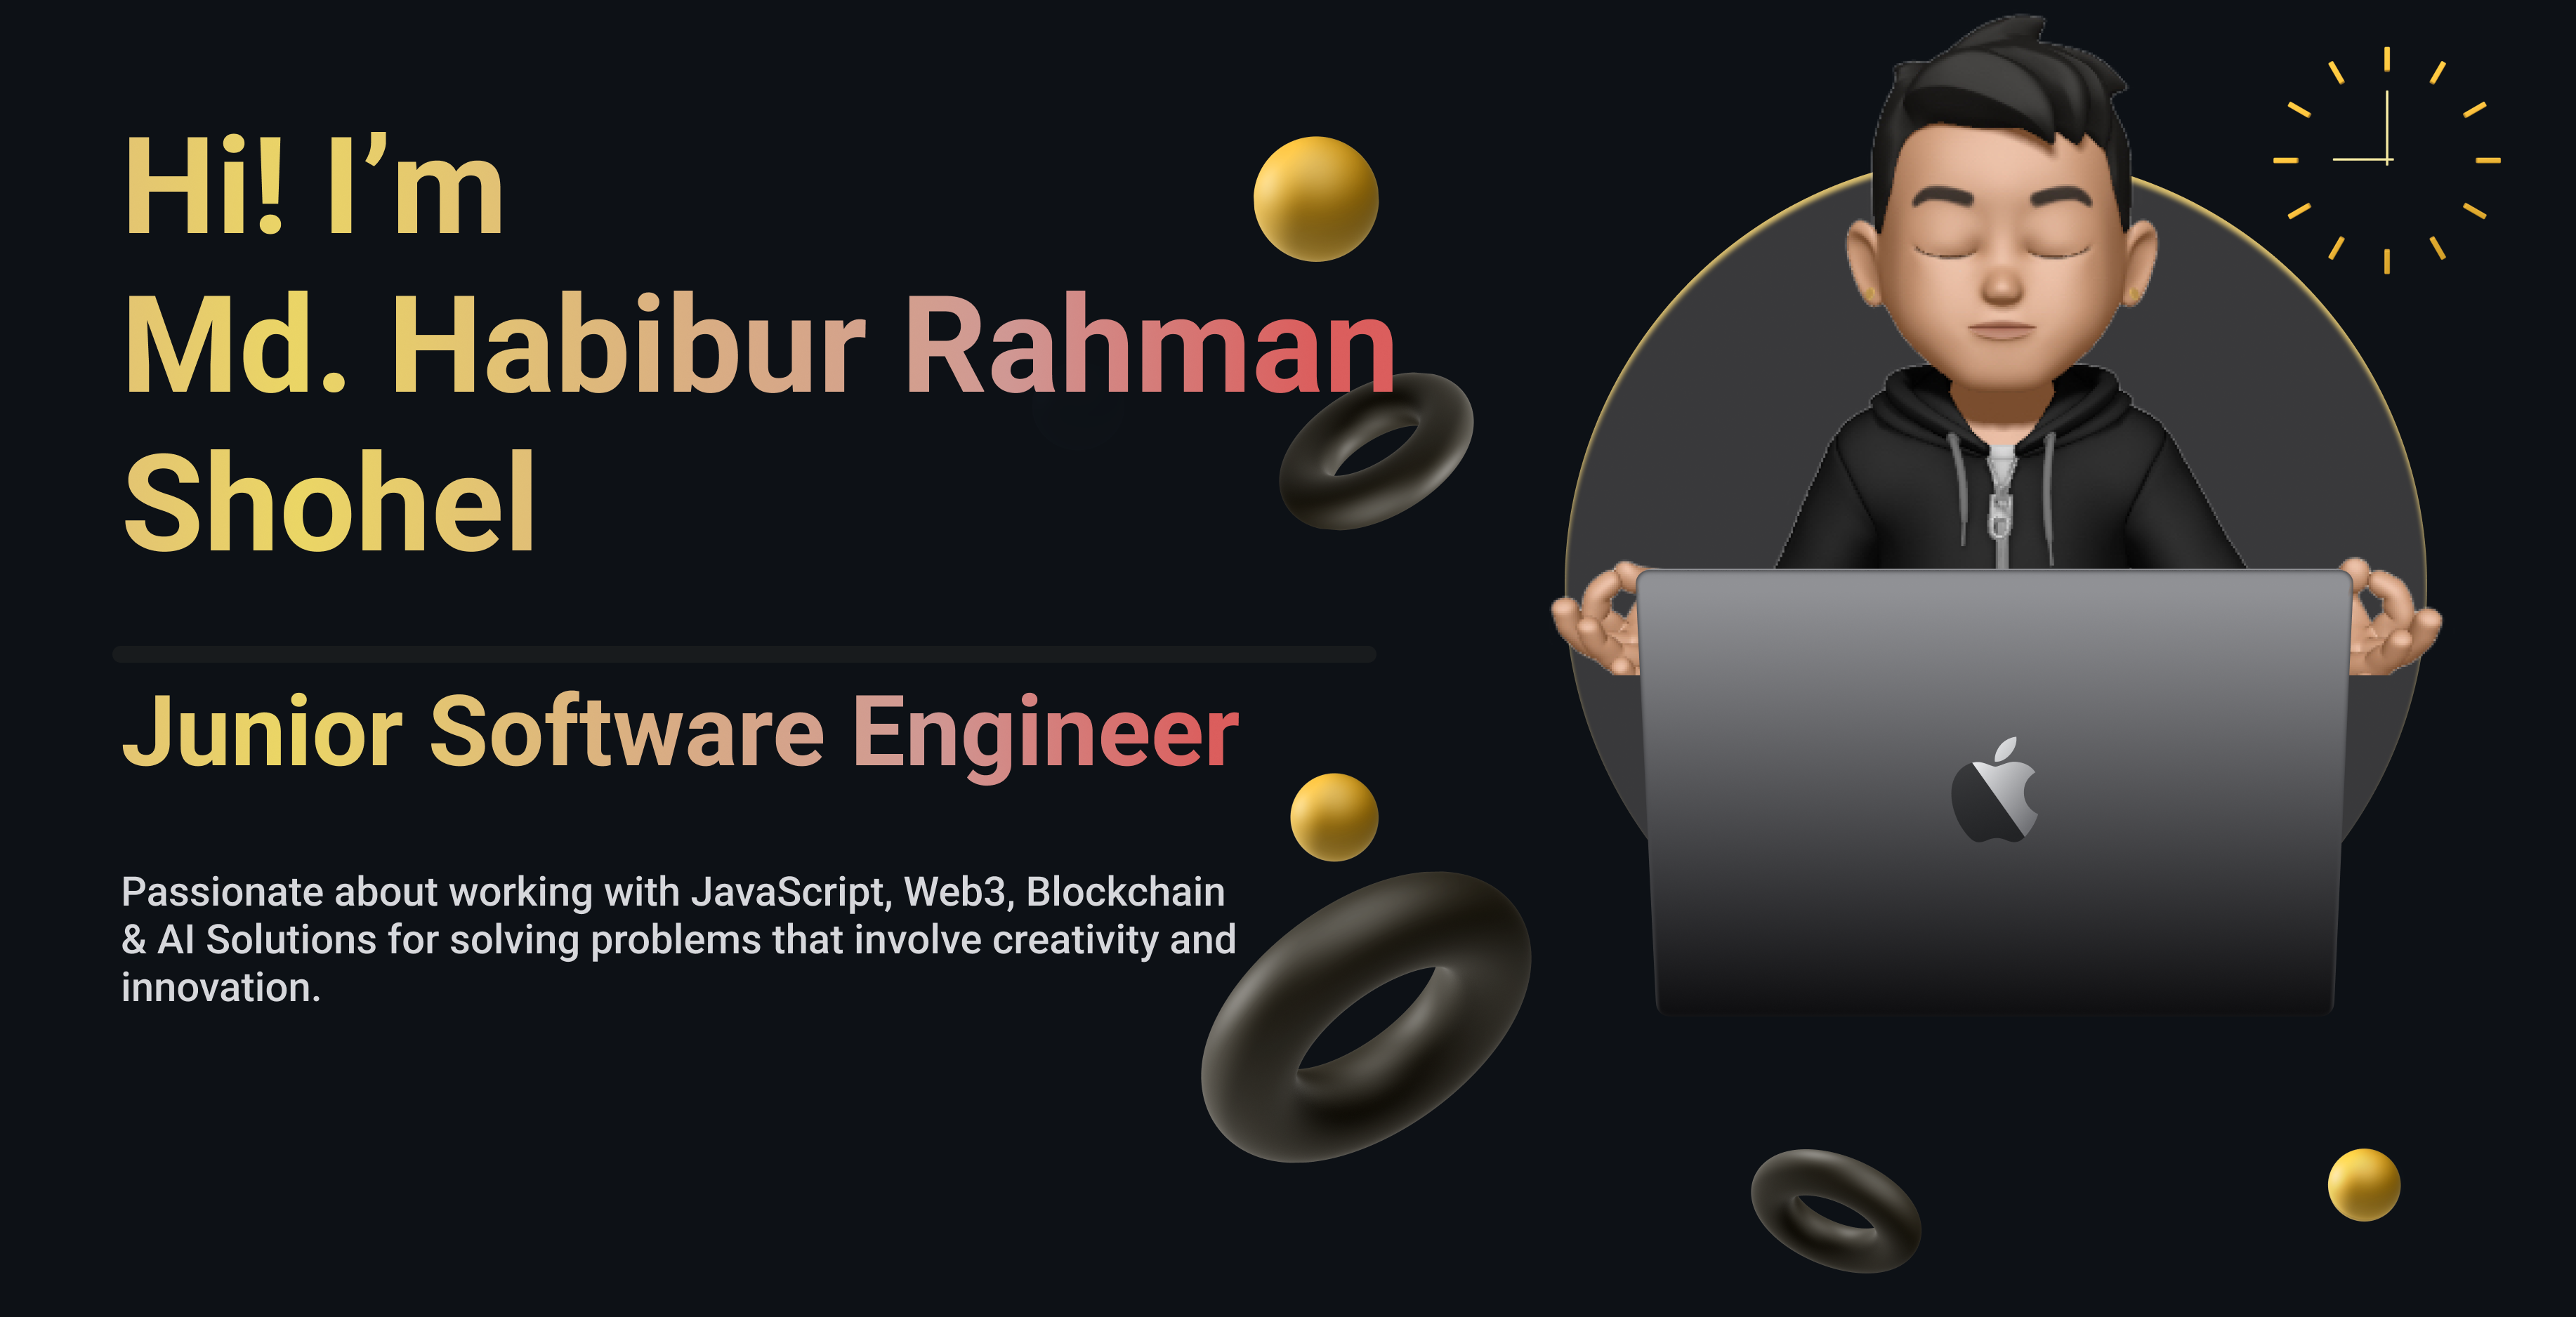 Hi! I’m
Md. Habibur Rahman
Shohel
Junior Software Engineer
Passionate about working with JavaScript, Web3, Blockchain
& AI Solutions for solving problems that involve creativity and
innovation.